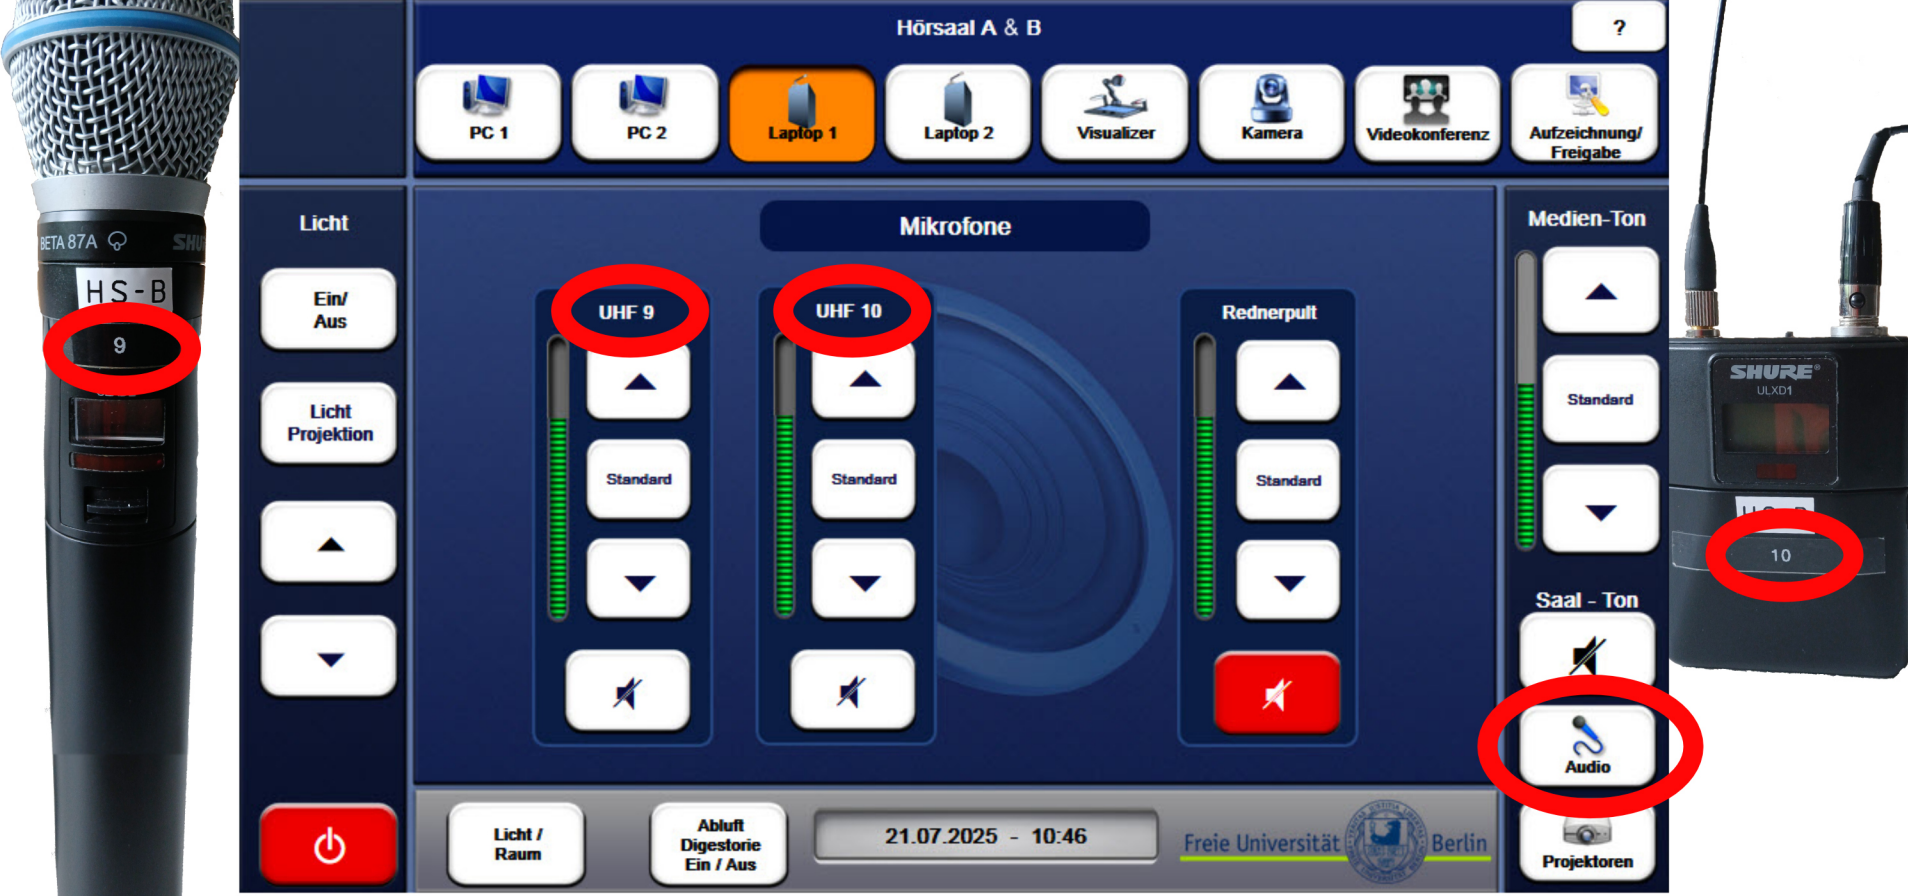 Hörsaal A & B
?
PC 1
PC 2
Laptop 1
Laptop 2
Visualizer
Kamera
Videokonferenz
Aufzeichnung/
Freigabe
BETA 87A
HS-B
9
Licht
Ein/
Aus
Licht
Projektion
Mikrofone
UHF 9
Standard
UHF 10
Standard
Rednerpult
Standard
Medien-Ton
Standard
Saal - Ton
Audio
Projektoren
Licht /
Raum
Abluft
Digestorie
Ein / Aus
21.07.2025 - 10:46
Freie Universität
Berlin
SHURE®
ULXD1
10